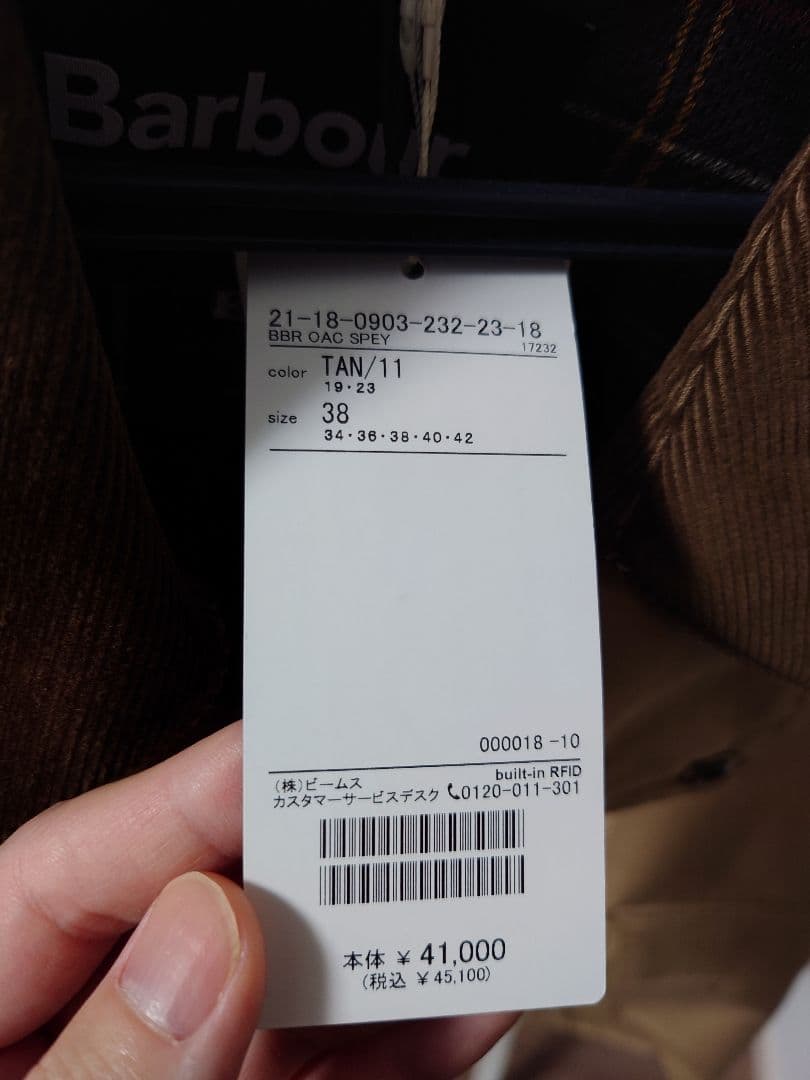 Barbour
21-18-0903-232-23-18
BBR OAC SPEY
17232
color TAN/11
19・23
size 38
34・36・38・40・42
000018 -10
built-in RFID
(株)ビームス
カスタマーサービスデスク 0120-011-301
本体 ¥ 41,000
(税込 ¥ 45,100)